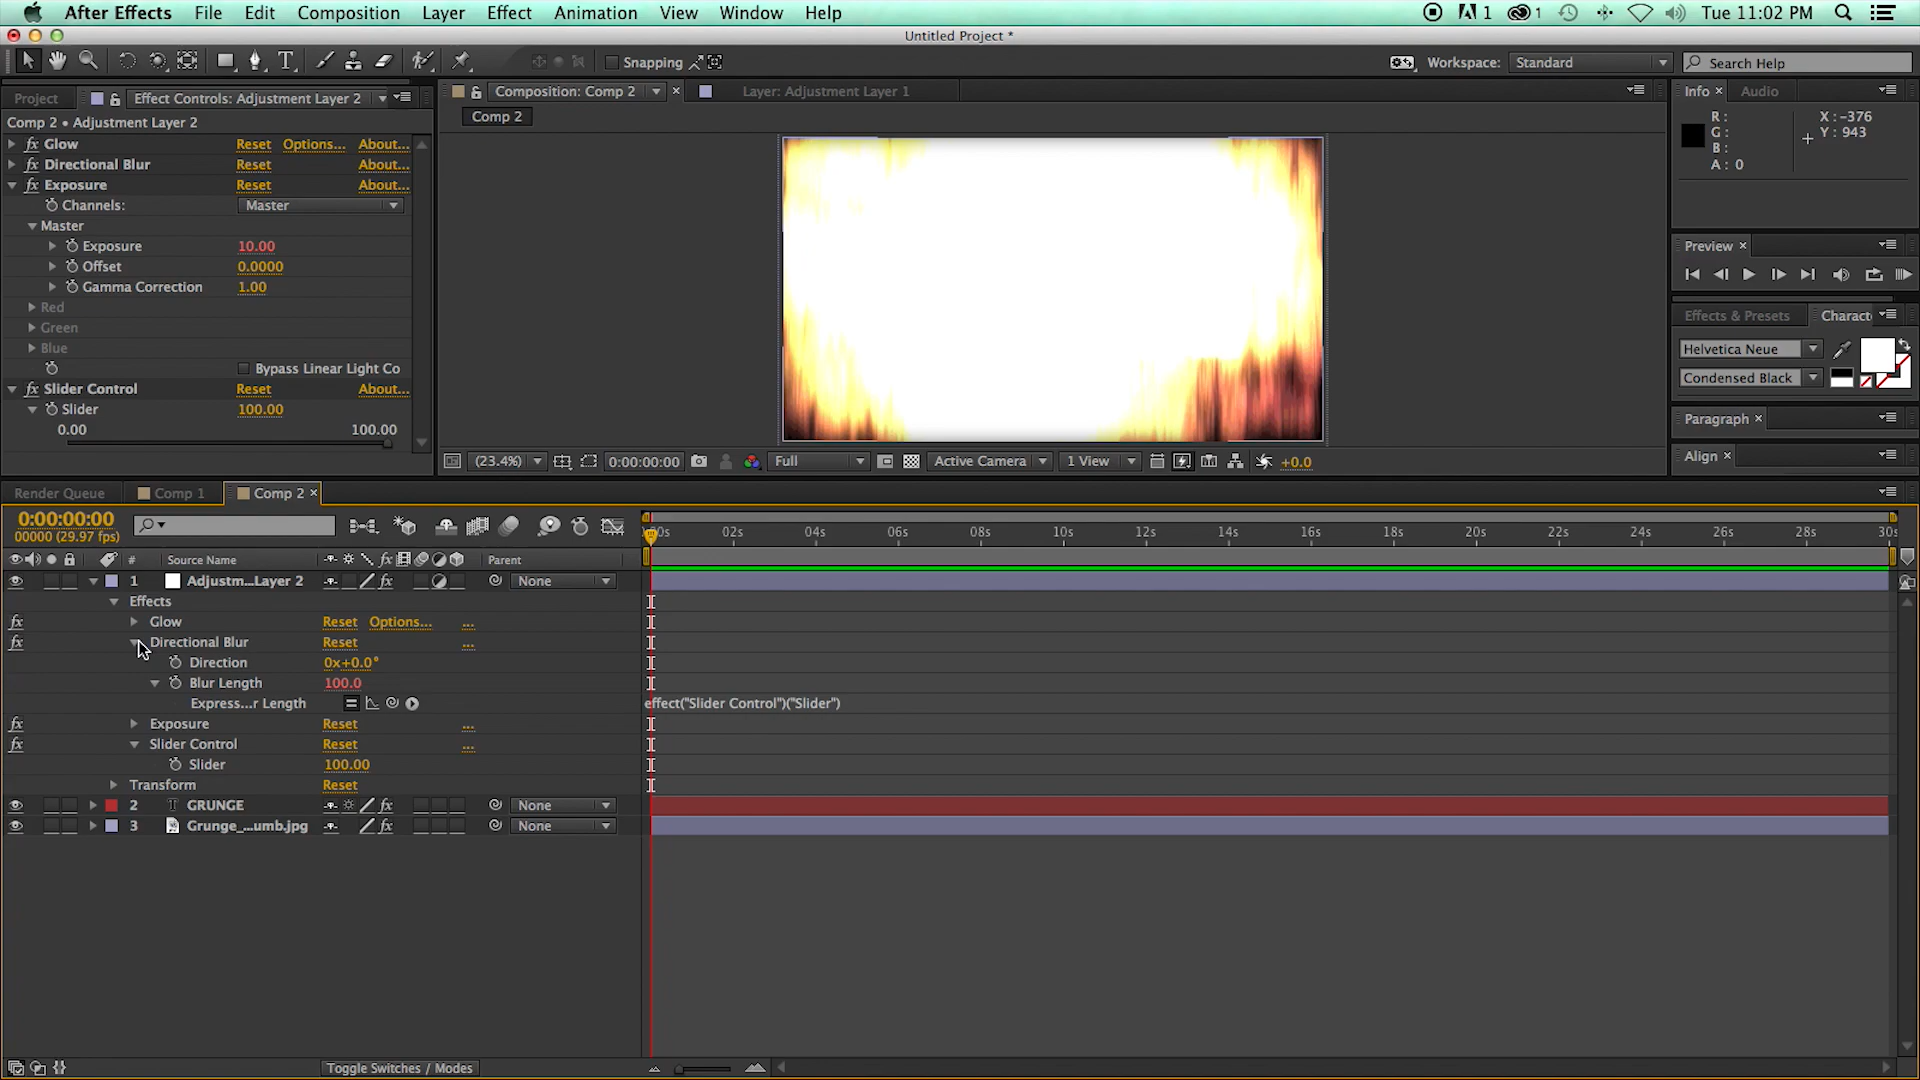 After Effects File Edit Composition Layer Effect Animation View Window Help 1 1 Tue 11:02 PM
Untitled Project *
Snapping Workspace: Standard Search Help
Project Effect Controls: Adjustment Layer 2 Composition: Comp 2 × Layer: Adjustment Layer 1 Info × Audio
Comp 2 • Adjustment Layer 2
Comp 2
R: X: -376
G: Y: 943
B:
A: 0
Glow Reset Options... About...
Directional Blur Reset About...
Exposure Reset About...
Channels: Master
Master
Exposure 10.00
Offset 0.0000
Gamma Correction 1.00
Red
Green
Blue
Bypass Linear Light Co
Slider Control Reset About...
Slider 100.00
0.00 100.00
Preview ×
Effects & Presets Charact
Helvetica Neue
Condensed Black
Paragraph ×
Align ×
(23.4%) 0:00:00:00 Full Active Camera 1 View +0.0
Render Queue Comp 1 Comp 2 ×
0:00:00:00
00000 (29.97 fps)
02s 04s 06s 08s 10s 12s 14s 16s 18s 20s 22s 24s 26s 28s 30s
# Source Name fx Parent
1 Adjustm...Layer 2 fx None
Effects
fx Glow Reset Options... ...
fx Directional Blur Reset ...
Direction 0x+0.0°
Blur Length 100.0
Express...r Length effect("Slider Control")("Slider")
fx Exposure Reset ...
fx Slider Control Reset ...
Slider 100.00
Transform Reset
2 T GRUNGE fx None
3 Grunge_...umb.jpg fx None
Toggle Switches / Modes